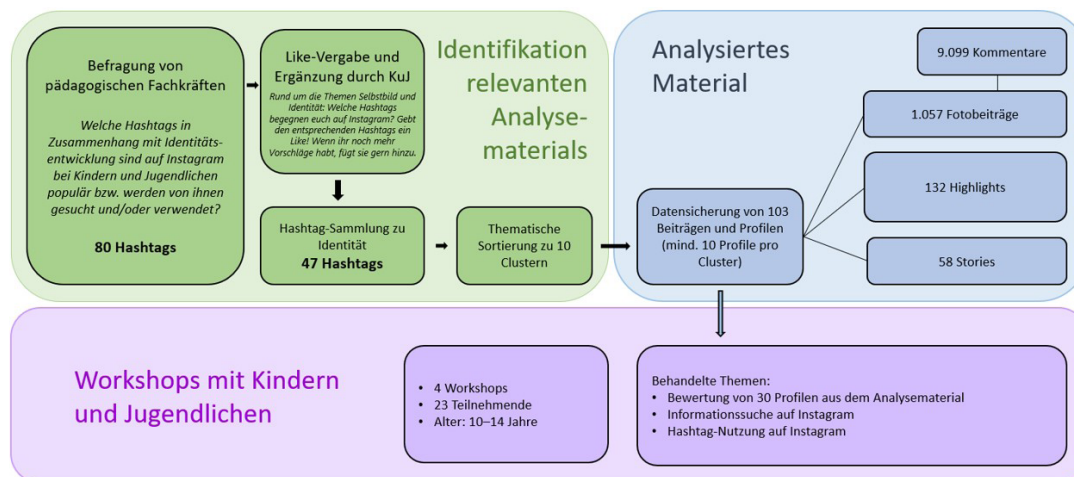 Befragung von
pädagogischen Fachkräften
Welche Hashtags in
Zusammenhang mit Identitäts-
entwicklung sind auf Instagram
bei Kindern und Jugendlichen
populär bzw. werden von ihnen
gesucht und/oder verwendet?
80 Hashtags
Like-Vergabe und
Ergänzung durch KuJ
Rund um die Themen Selbstbild und
Identität: Welche Hashtags
begegnen euch auf Instagram? Gebt
den entsprechenden Hashtags ein
Like! Wenn ihr noch mehr
Vorschläge habt, fügt sie gern hinzu.
Identifikation
relevanten
Analyse-
materials
Hashtag-Sammlung zu
Identität
47 Hashtags
Thematische
Sortierung zu 10
Clustern
Analysiertes
Material
Datensicherung von 103
Beiträgen und Profilen
(mind. 10 Profile pro
Cluster)
9.099 Kommentare
1.057 Fotobeiträge
132 Highlights
58 Stories
Workshops mit Kindern
und Jugendlichen
• 4 Workshops
• 23 Teilnehmende
• Alter: 10–14 Jahre
Behandelte Themen:
• Bewertung von 30 Profilen aus dem Analysematerial
• Informationssuche auf Instagram
• Hashtag-Nutzung auf Instagram